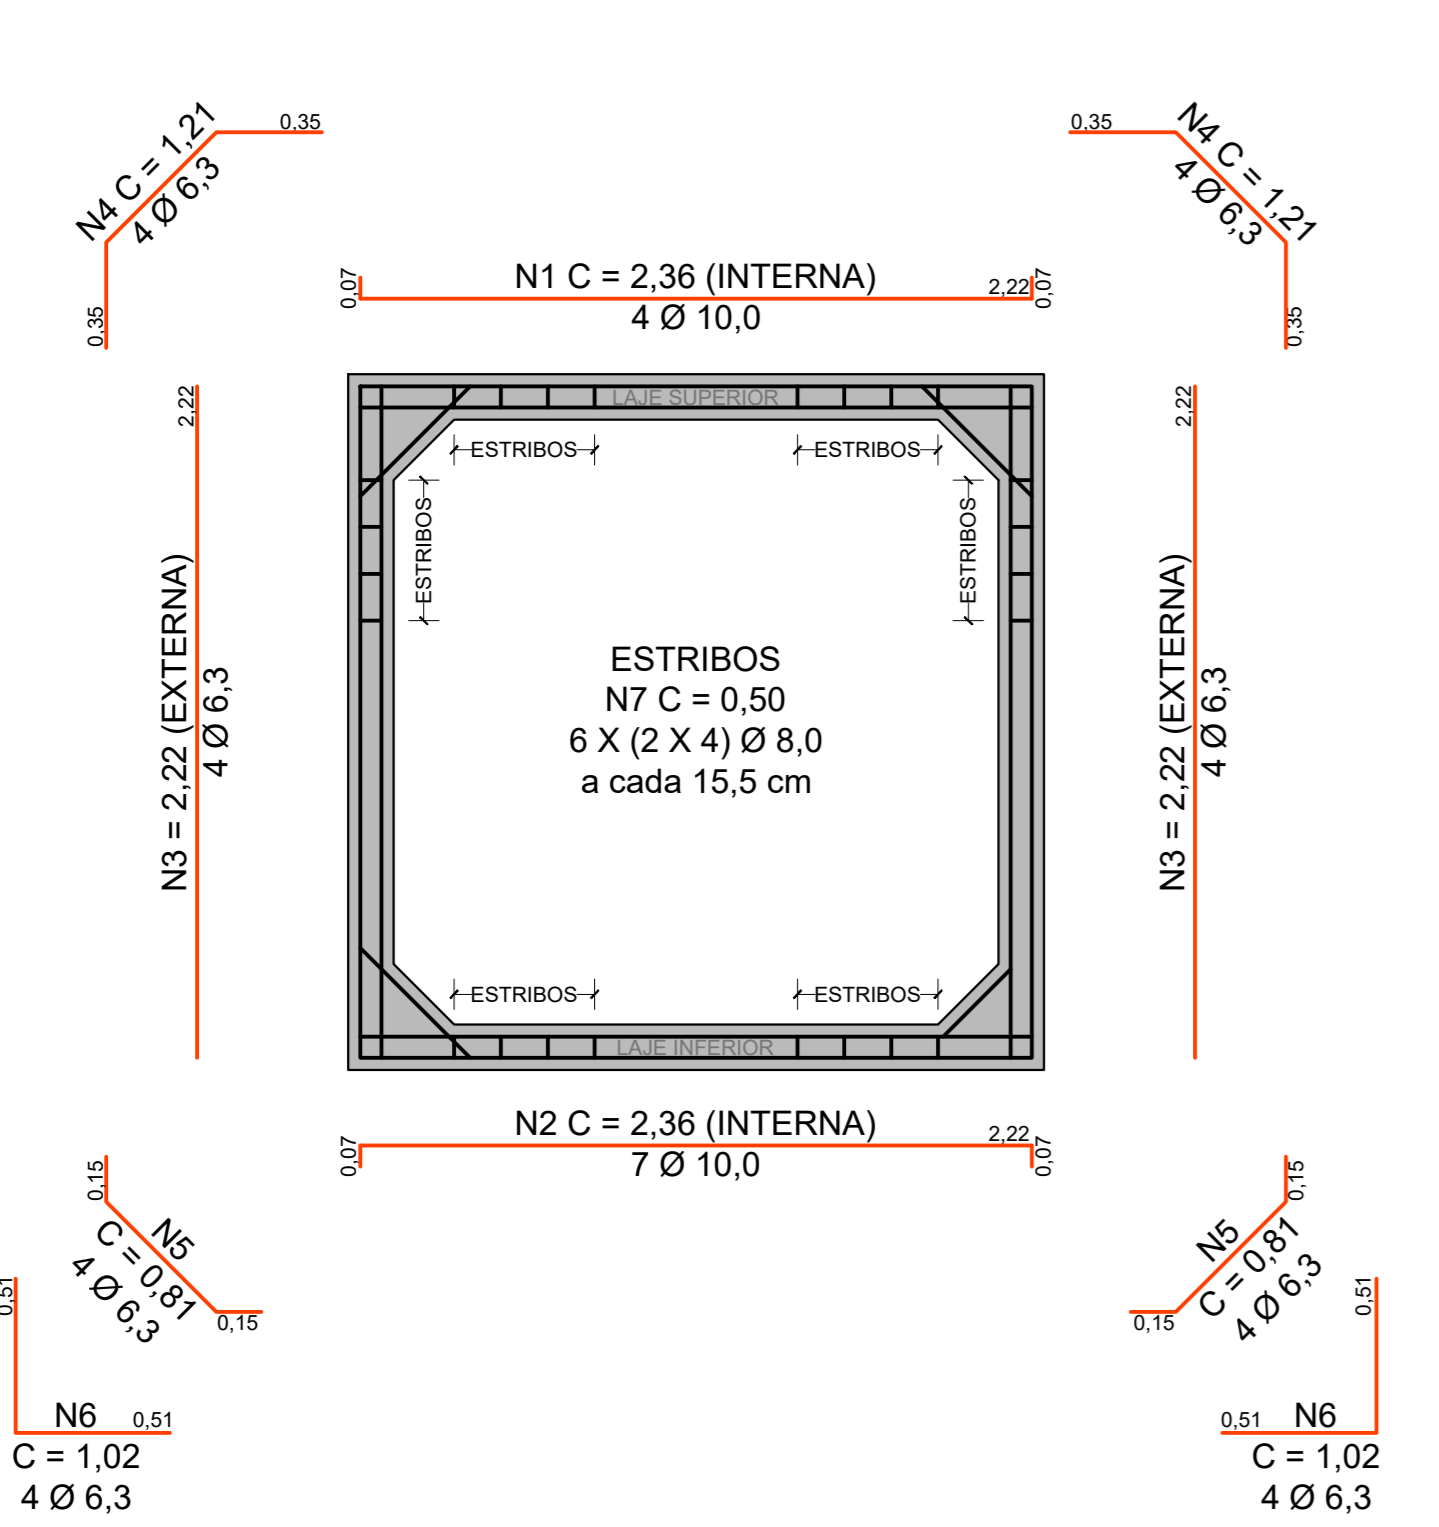 N4 C = 1,21
4 Ø 6,3
0,35
0,35
0,35
N4 C = 1,21
4 Ø 6,3
0,35
N1 C = 2,36 (INTERNA)
0,07
2,22
0,07
4 Ø 10,0
LAJE SUPERIOR
ESTRIBOS
ESTRIBOS
ESTRIBOS
ESTRIBOS
2,22
N3 = 2,22 (EXTERNA)
4 Ø 6,3
2,22
N3 = 2,22 (EXTERNA)
4 Ø 6,3
ESTRIBOS
N7 C = 0,50
6 X (2 X 4) Ø 8,0
a cada 15,5 cm
ESTRIBOS
ESTRIBOS
LAJE INFERIOR
N2 C = 2,36 (INTERNA)
0,07
2,22
0,07
7 Ø 10,0
0,15
N5
C = 0,81
4 Ø 6,3
0,15
0,15
N5
C = 0,81
4 Ø 6,3
0,15
0,51
N6
0,51
C = 1,02
4 Ø 6,3
0,51
0,51
N6
C = 1,02
4 Ø 6,3